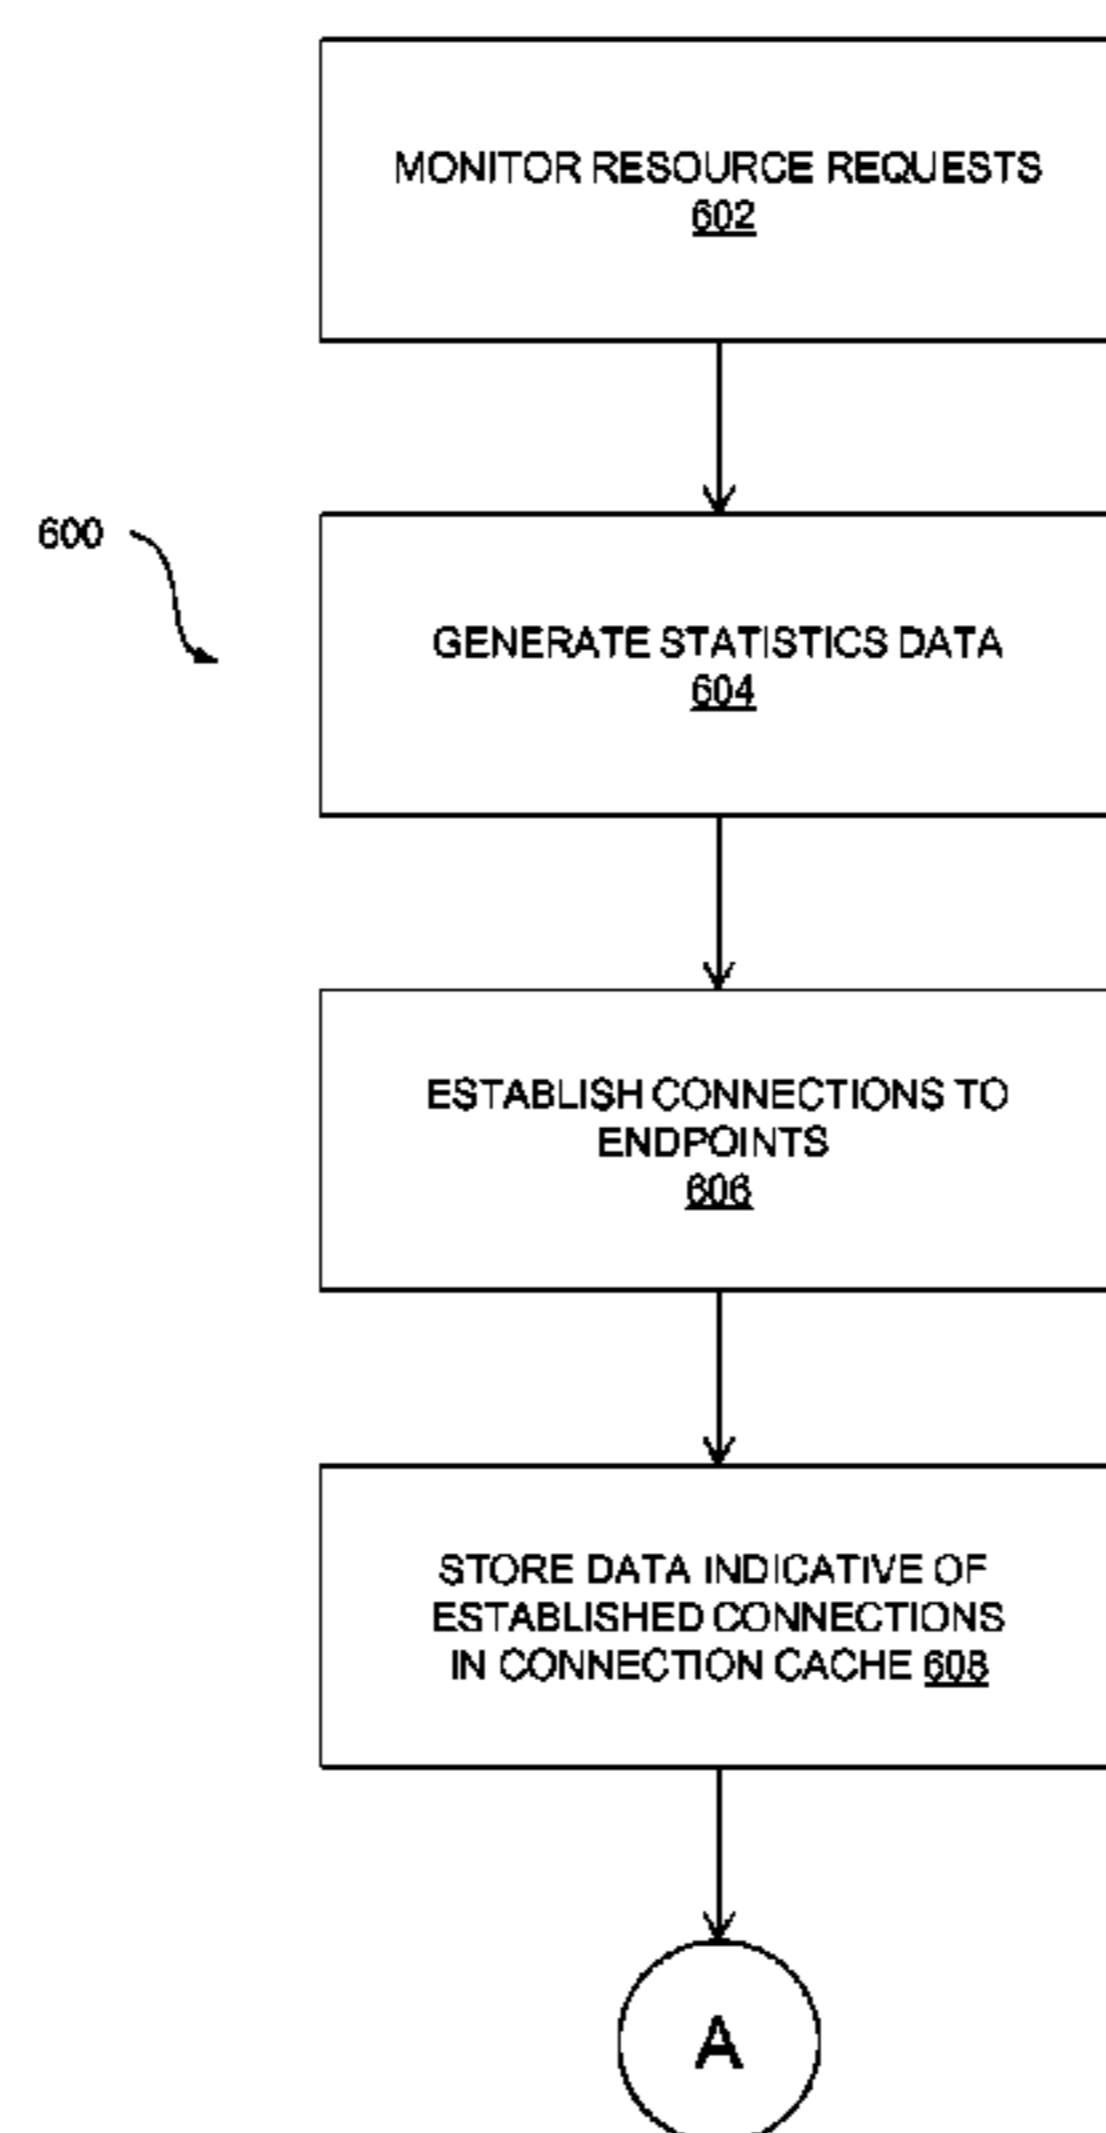 MONITOR RESOURCE REQUESTS
602
600
GENERATE STATISTICS DATA
604
ESTABLISH CONNECTIONS TO
ENDPOINTS
606
STORE DATA INDICATIVE OF
ESTABLISHED CONNECTIONS
IN CONNECTION CACHE 608
A